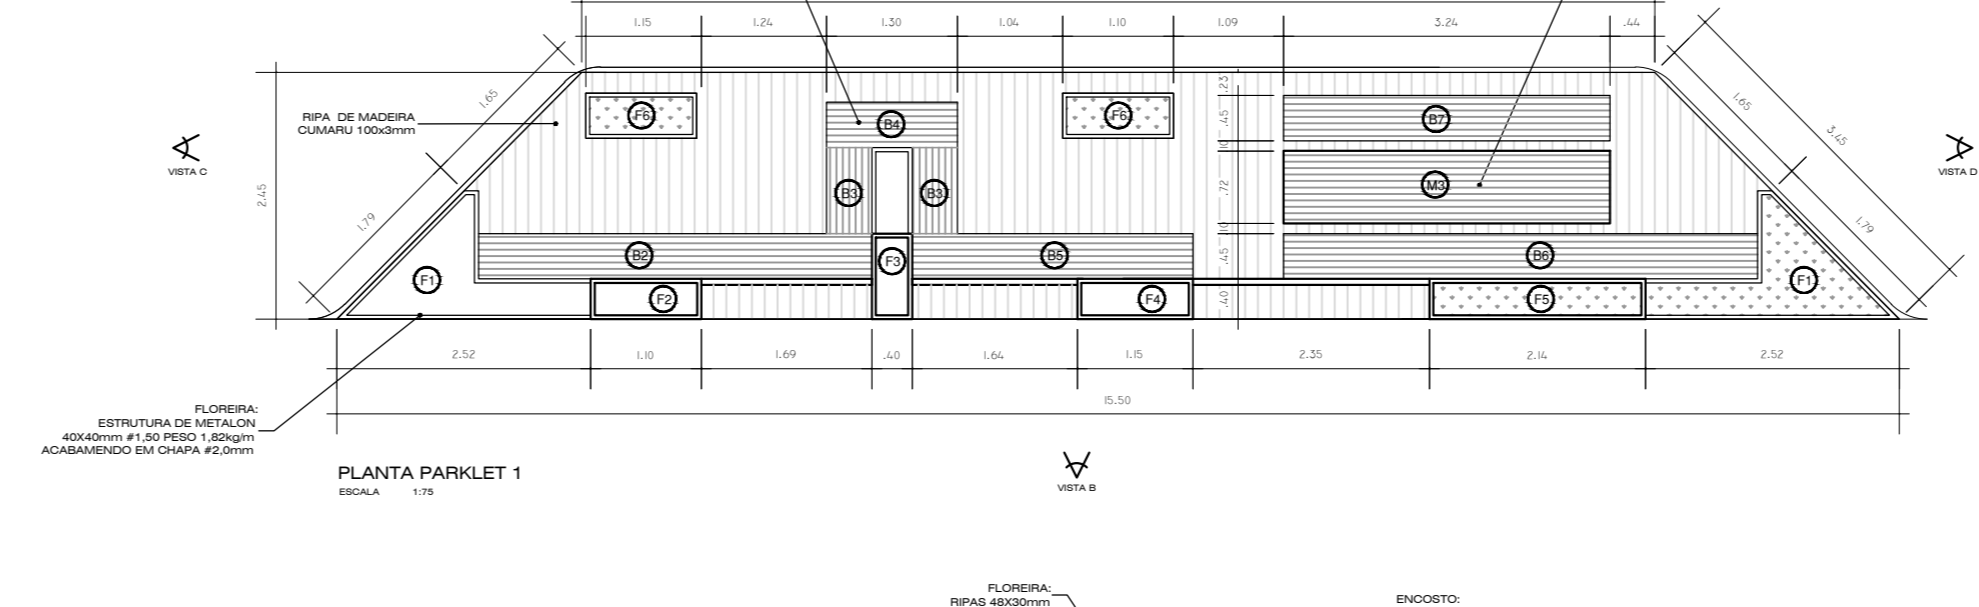 1.15 1.24 1.30 1.04 1.10 1.09 3.24 .44
RIPA DE MADEIRA
CUMARU 100x3mm
1.65
1.79
2.45
VISTA C
F6
B4
F6
B7
B3
B3
M3
B2
F3
B5
B6
F1
F2
F4
F5
F1
.23
.45
.10
.72
.10
.45
.40
1.65
3.45
1.79
VISTA D
2.52 1.10 1.69 .40 1.64 1.15 2.35 2.14 2.52
15.50
FLOREIRA:
ESTRUTURA DE METALON
40X40mm #1,50 PESO 1,82kg/m
ACABAMENDO EM CHAPA #2,0mm
PLANTA PARKLET 1
ESCALA 1:75
VISTA B
FLOREIRA:
RIPAS 48X30mm
ENCOSTO: